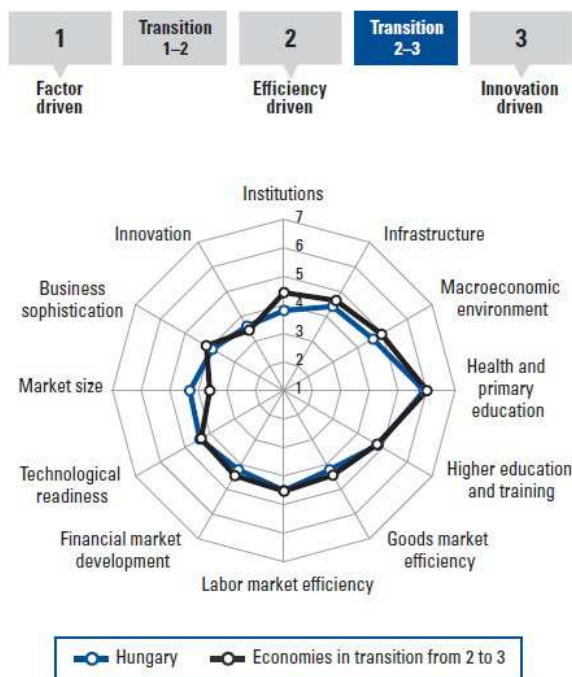 1
Transition
1–2
2
Transition
2–3
3
Factor
driven
Efficiency
driven
Innovation
driven
Institutions
Innovation
Infrastructure
Business
sophistication
Macroeconomic
environment
Market size
Health and
primary
education
Technological
readiness
Higher education
and training
Financial market
development
Goods market
efficiency
Labor market efficiency
7
6
5
4
3
2
1
Hungary
Economies in transition from 2 to 3